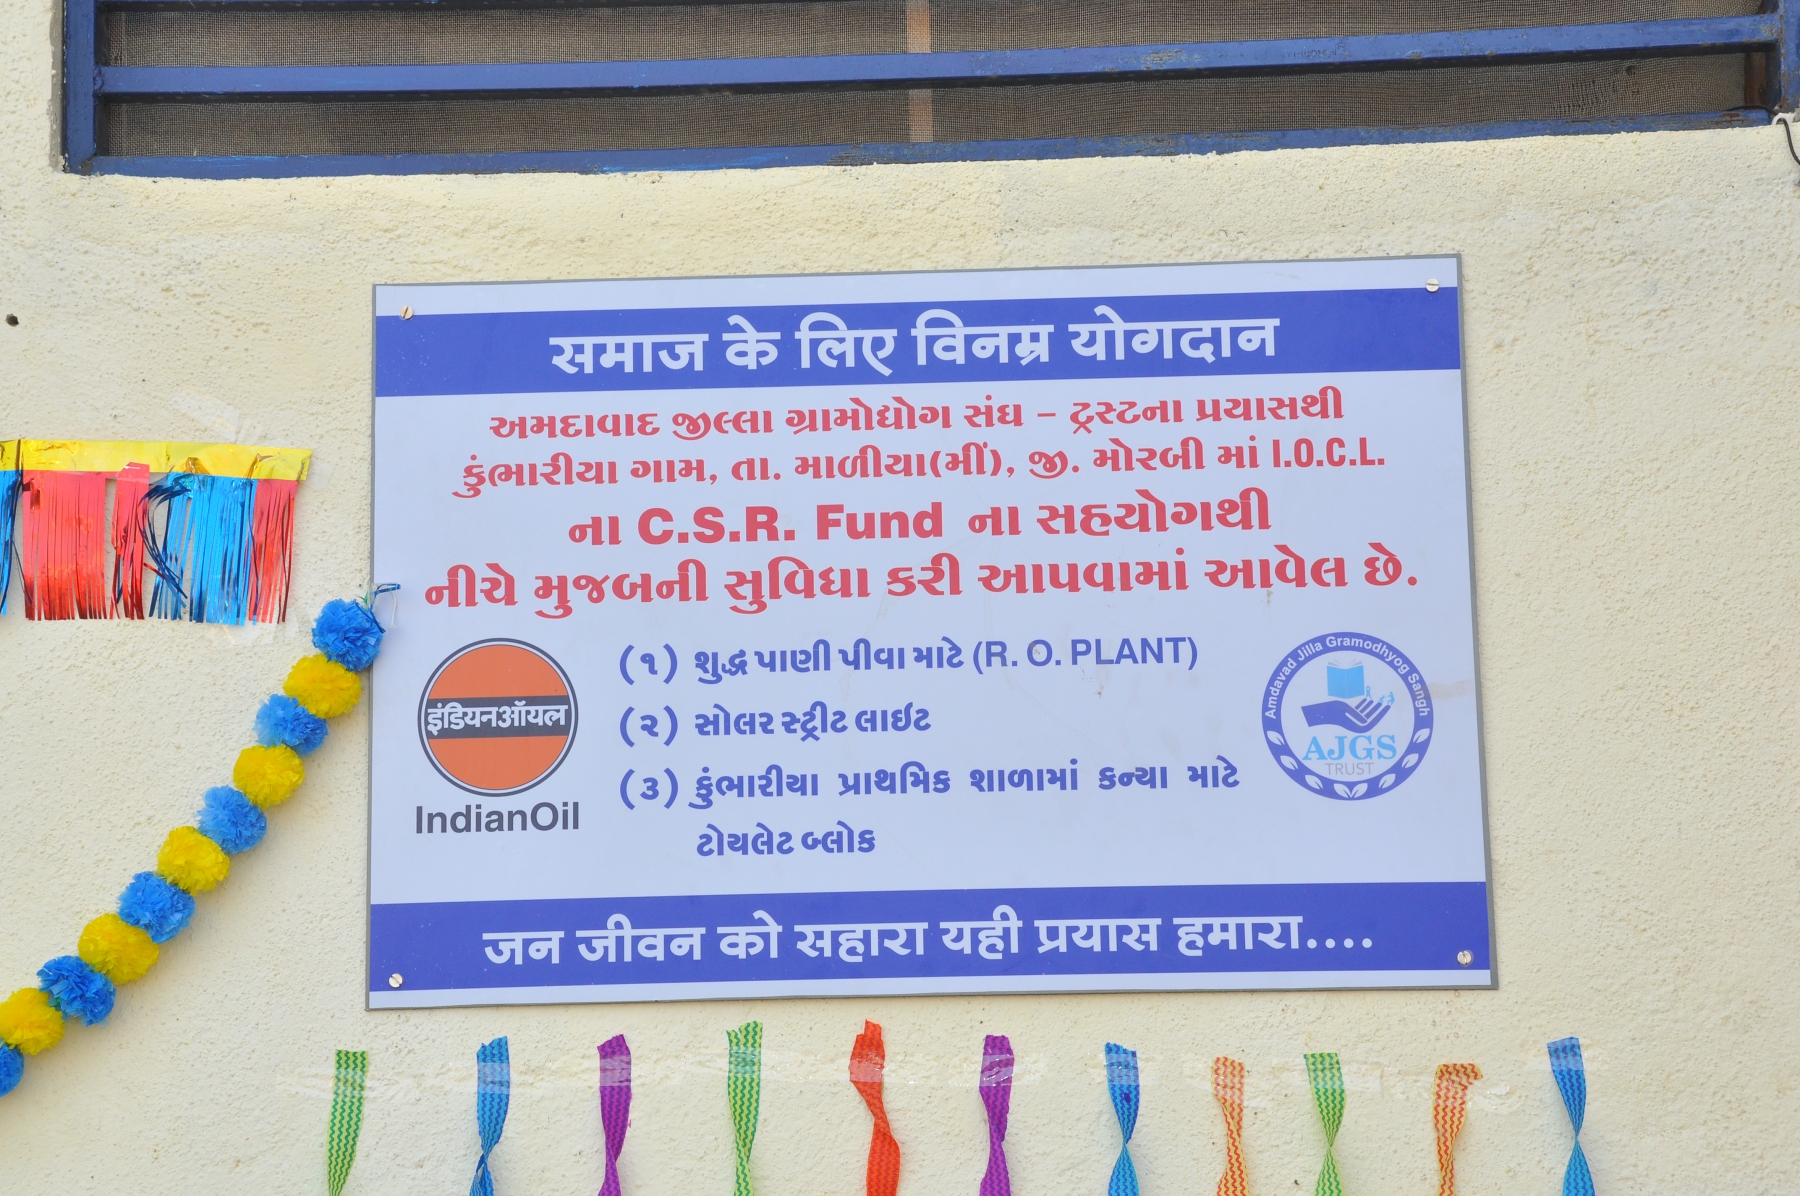 समाज के लिए विनम्र योगदान
અમદાવાદ જીલ્લા ગ્રામોદ્યોગ સંઘ – ટ્રસ્ટના પ્રયાસથી
કુંભારીયા ગામ, તા. માળીયા(મીં), જી. મોરબી માં I.O.C.L.
ના C.S.R. Fund ના સહયોગથી
નીચે મુજબની સુવિધા કરી આપવામાં આવેલ છે.
(૧) શુદ્ધ પાણી પીવા માટે (R. O. PLANT)
(૨) સોલર સ્ટ્રીટ લાઈટ
(૩) કુંભારીયા પ્રાથમિક શાળામાં કન્યા માટે
ટોયલેટ બ્લોક
इंडियनऑयल
IndianOil
Amdavad Jilla Gramodhyog Sangh
AJGS
TRUST
जन जीवन को सहारा यही प्रयास हमारा....